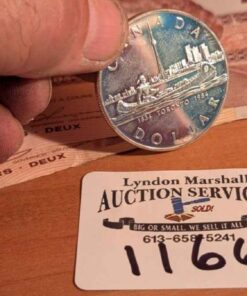 CANADA
1834 TORONTO 1984
DOLLAR
DEUX
DEUX
Lyndon Marshall
AUCTION SERVIC
SOLD!
BIG OR SMALL, WE SELL IT ALL
613-658-5241
1166